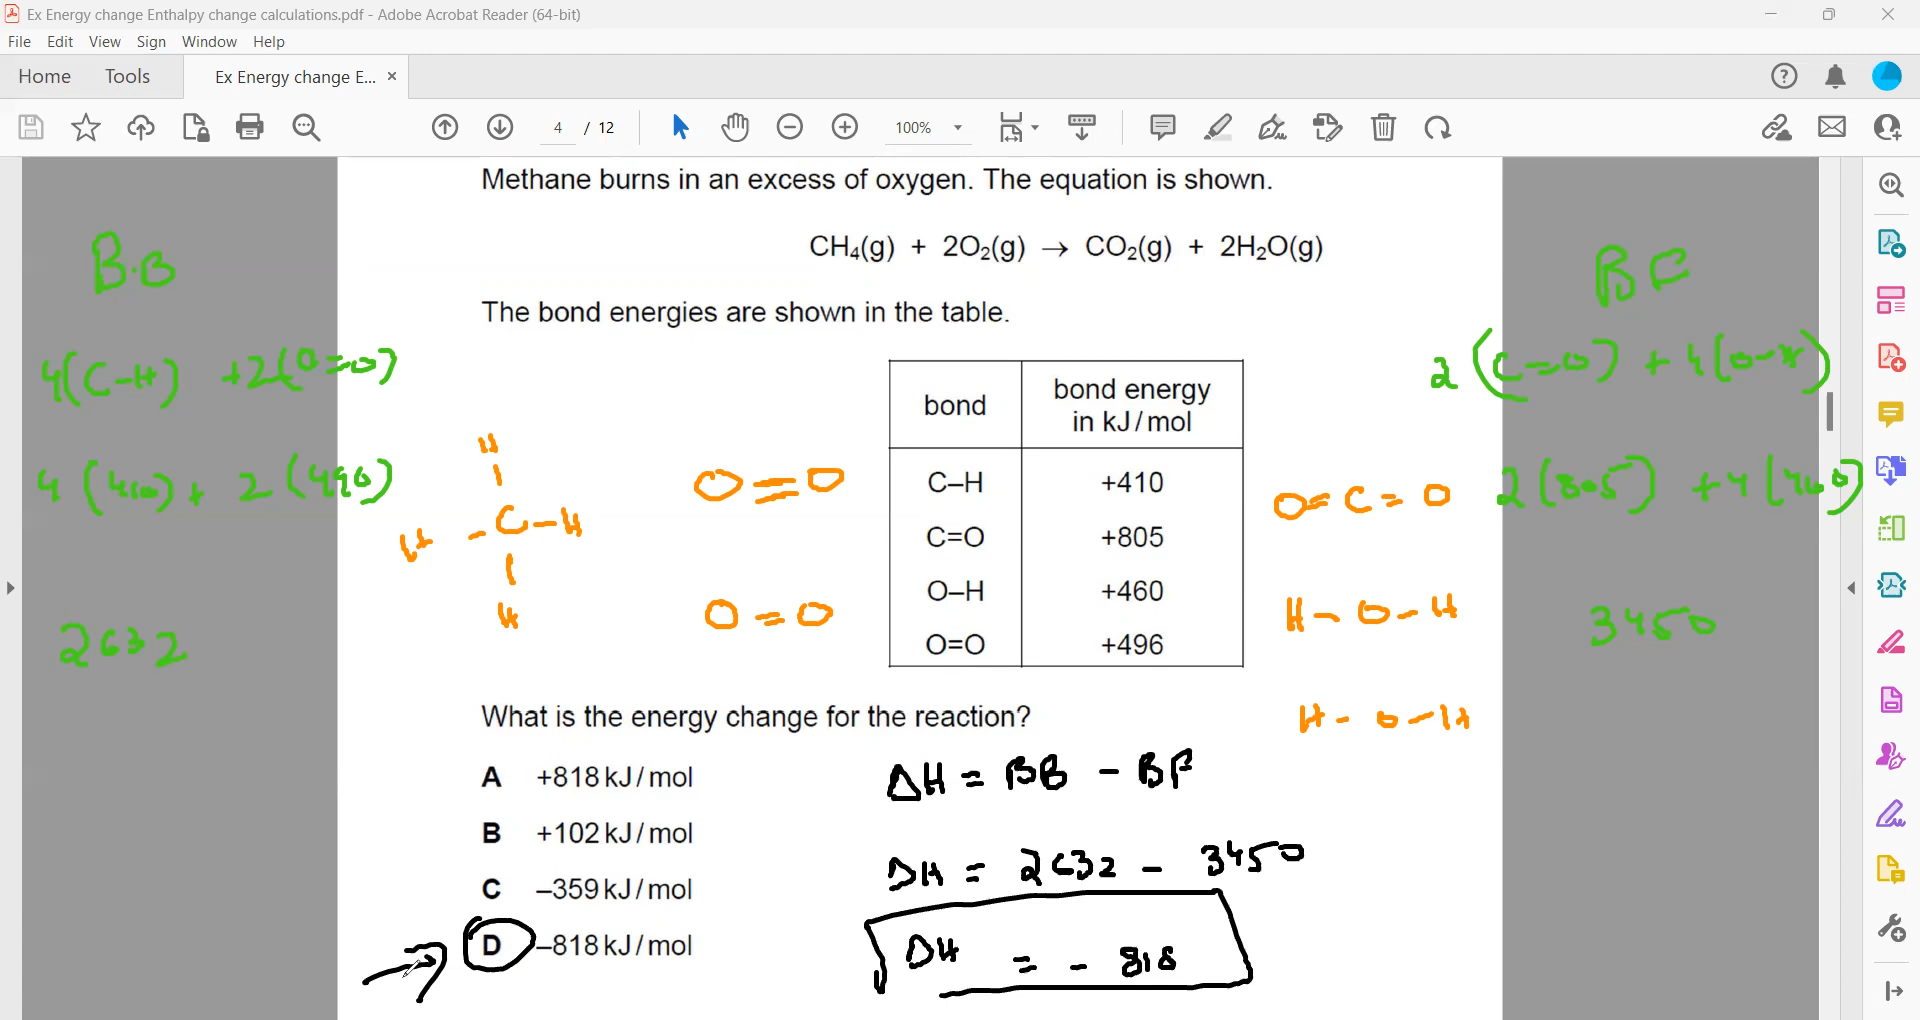 Ex Energy change Enthalpy change calculations.pdf - Adobe Acrobat Reader (64-bit)
File Edit View Sign Window Help
Home Tools Ex Energy change E... ×
4 / 12 100%
Methane burns in an excess of oxygen. The equation is shown.
CH₄(g) + 2O₂(g) → CO₂(g) + 2H₂O(g)
The bond energies are shown in the table.
bond bond energy in kJ/mol
C–H +410
C=O +805
O–H +460
O=O +496
What is the energy change for the reaction?
A +818 kJ/mol
B +102 kJ/mol
C –359 kJ/mol
D –818 kJ/mol
B.B
4(C-H) +2(O=O)
4(410)+ 2(496)
2632
H
H - C - H
H
O=O
O=O
BF
2(C=O) + 4(O-H)
2(805) +4(460)
3450
O=C=O
H-O-H
H-O-H
ΔH = BB - BF
DH = 2632 - 3450
DH = - 818